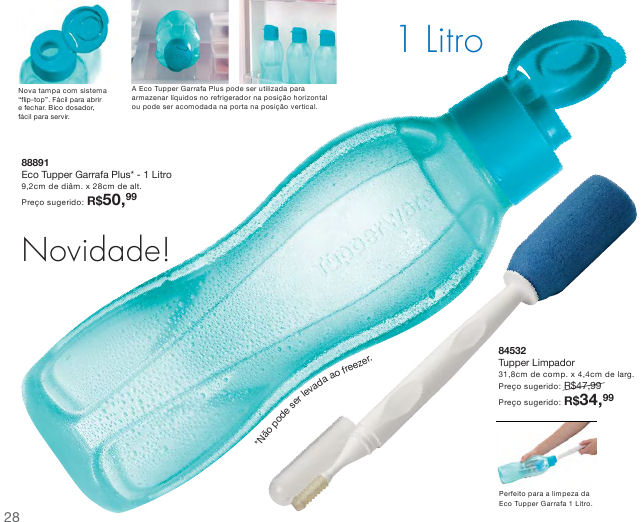 1 Litro
Nova tampa com sistema
“flip-top”. Fácil para abrir
e fechar. Bico dosador,
fácil para servir.
A Eco Tupper Garrafa Plus pode ser utilizada para
armazenar líquidos no refrigerador na posição horizontal
ou pode ser acomodada na porta na posição vertical.
88891
Eco Tupper Garrafa Plus* - 1 Litro
9,2cm de diâm. x 28cm de alt.
Preço sugerido: R$50,99
Novidade!
Tupperware
*Não pode ser levada ao freezer.
84532
Tupper Limpador
31,8cm de comp. x 4,4cm de larg.
Preço sugerido: R$47,99
Preço sugerido: R$34,99
Perfeito para a limpeza da
Eco Tupper Garrafa 1 Litro.
28